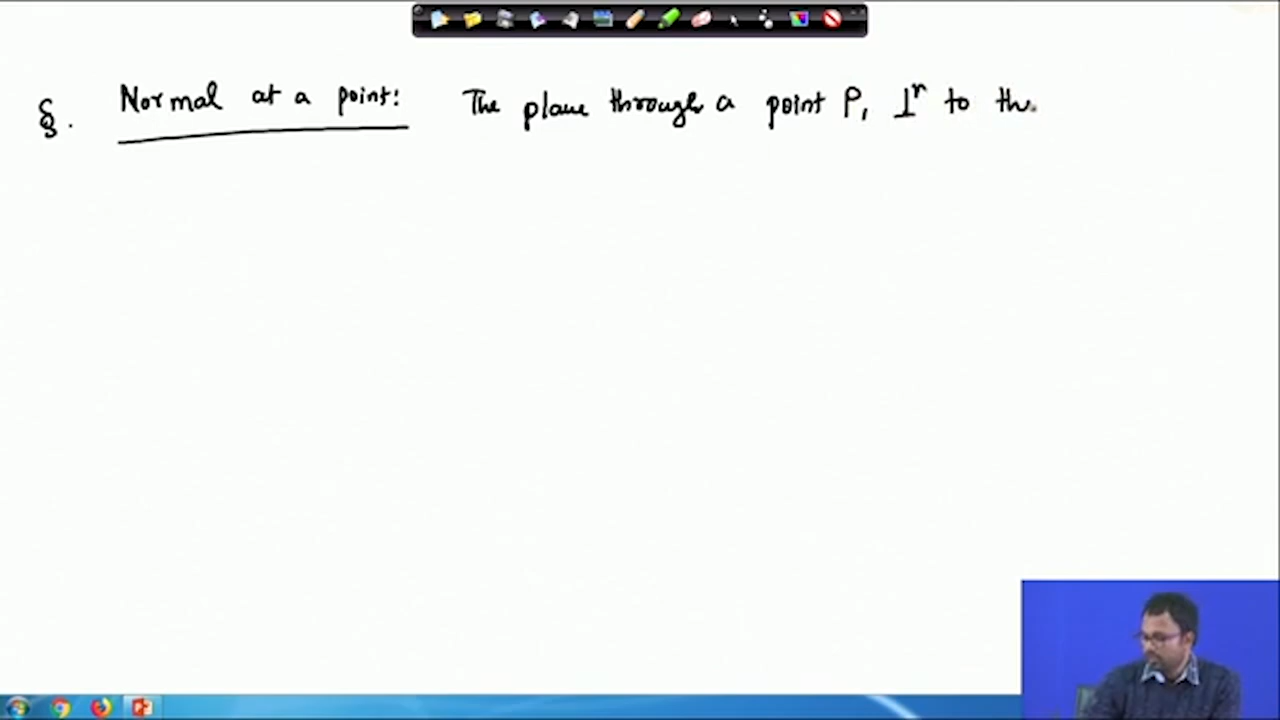 §. Normal at a point: The plane through a point P, ⊥ʳ to the